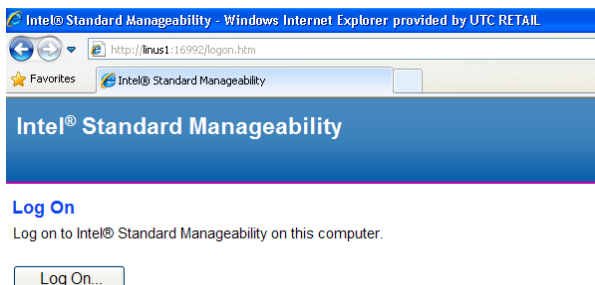 Intel® Standard Manageability - Windows Internet Explorer provided by UTC RETAIL
http://linus1:16992/logon.htm
Favorites Intel® Standard Manageability
Intel® Standard Manageability
Log On
Log on to Intel® Standard Manageability on this computer.
Log On...